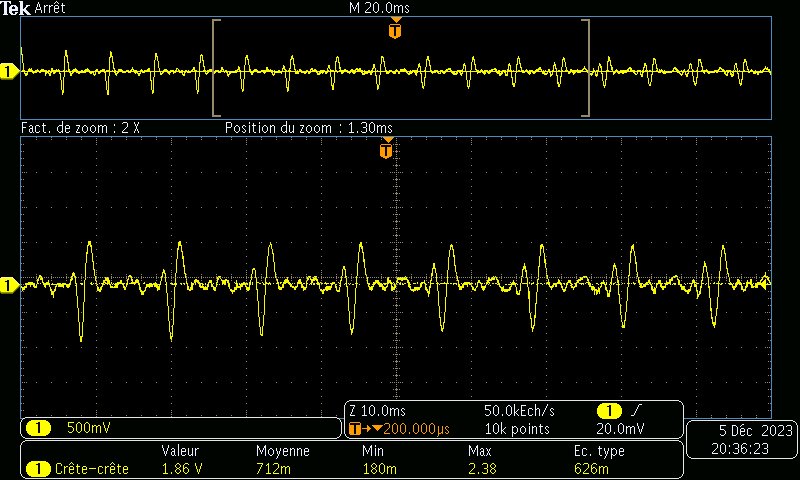 Tek Arrêt M 20.0ms
T
1
Fact. de zoom : 2 X Position du zoom : 1.30ms
T
1
1 500mV
Z 10.0ms 50.0kEch/s 1
T→▼200.000µs 10k points 20.0mV
5 Déc 2023
20:36:23
Valeur Moyenne Min Max Ec. type
1 Crête-crête 1.86 V 712m 180m 2.38 626m